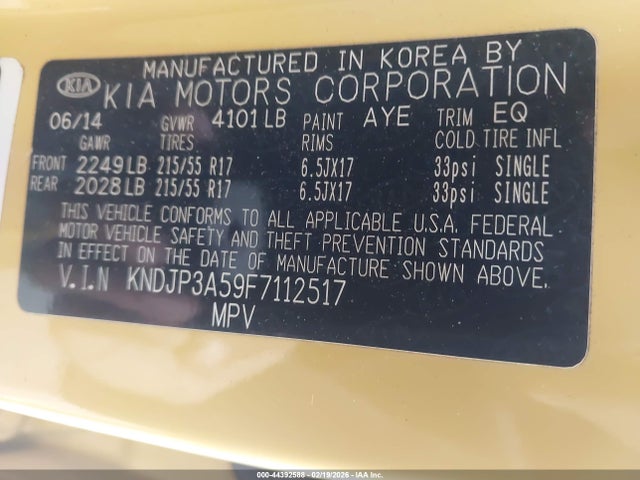 MANUFACTURED IN KOREA BY
KIA KIA MOTORS CORPORATION
06/14 GVWR 4101LB PAINT AYE TRIM EQ
GAWR TIRES RIMS COLD TIRE INFL
FRONT 2249LB 215/55 R17 6.5JX17 33psi SINGLE
REAR 2028LB 215/55 R17 6.5JX17 33psi SINGLE
THIS VEHICLE CONFORMS TO ALL APPLICABLE U.S.A. FEDERAL
MOTOR VEHICLE SAFETY AND THEFT PREVENTION STANDARDS
IN EFFECT ON THE DATE OF MANUFACTURE SHOWN ABOVE.
V.I.N KNDJP3A59F7112517
MPV
000-44392588 - 02/19/2026 - IAA Inc.